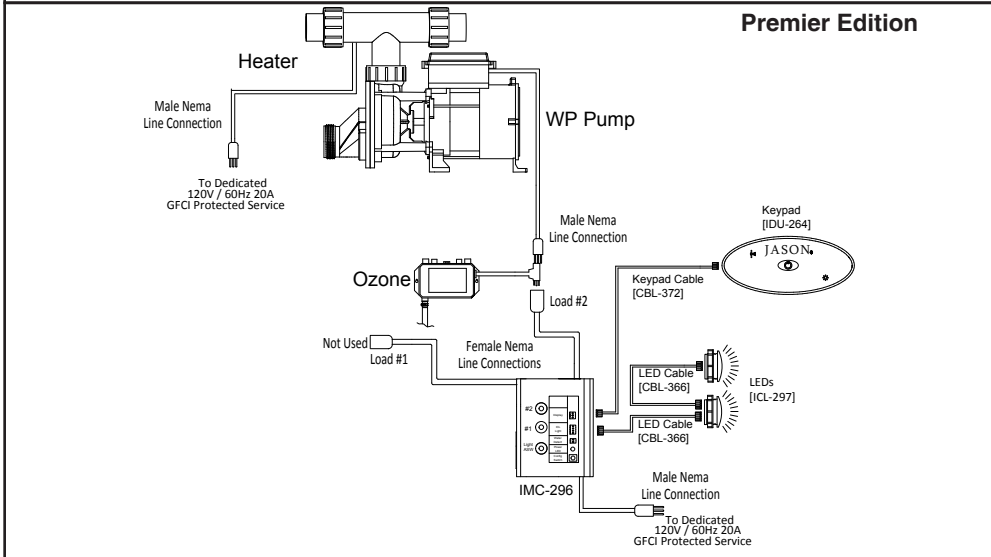 Premier Edition
Heater
Male Nema
Line Connection
WP Pump
To Dedicated
120V / 60Hz 20A
GFCI Protected Service
Male Nema
Line Connection
Keypad
[IDU-264]
JASON
Ozone
Keypad Cable
[CBL-372]
Load #2
Not Used
Load #1
Female Nema
Line Connections
LED Cable
[CBL-366]
LEDs
[ICL-297]
LED Cable
[CBL-366]
#2
#1
Light
Display
Light
IMC-296
Male Nema
Line Connection
To Dedicated
120V / 60Hz 20A
GFCI Protected Service